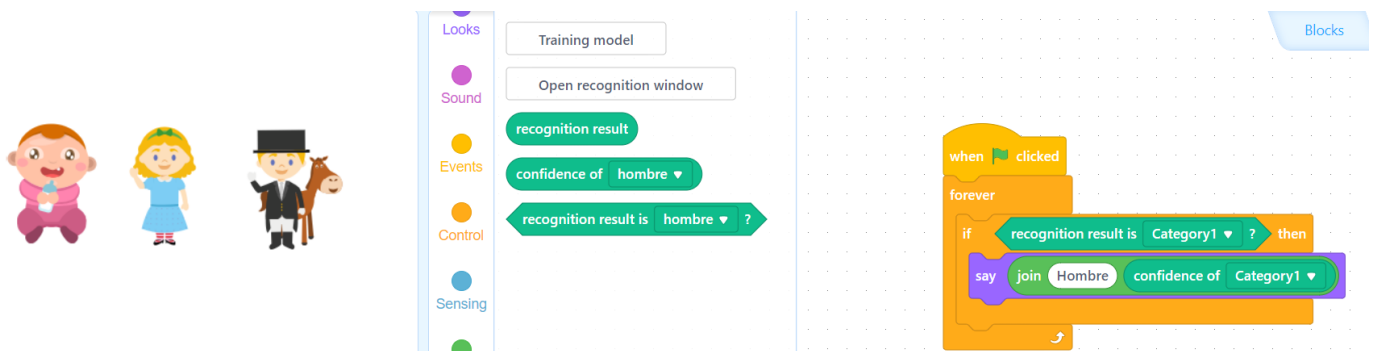 Looks
Sound
Events
Control
Sensing
Training model
Open recognition window
recognition result
confidence of hombre
recognition result is hombre ?
Blocks
when clicked
forever
if recognition result is Category1 ? then
say join Hombre confidence of Category1